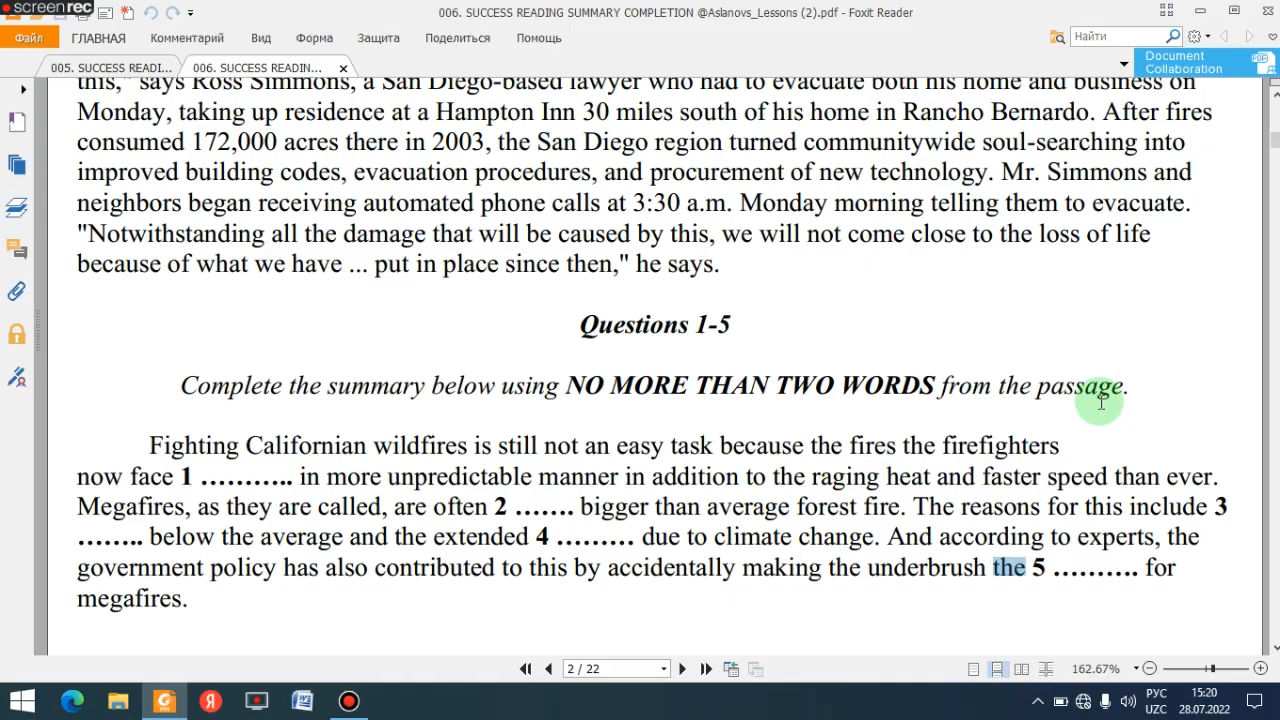 screenrec
006. SUCCESS READING SUMMARY COMPLETION @Aslanovs_Lessons (2).pdf - Foxit Reader
Файл ГЛАВНАЯ Комментарий Вид Форма Защита Поделиться Помощь Найти
Document
Collaboration
005. SUCCESS READI... 006. SUCCESS READIN...
this," says Ross Simmons, a San Diego-based lawyer who had to evacuate both his home and business on
Monday, taking up residence at a Hampton Inn 30 miles south of his home in Rancho Bernardo. After fires
consumed 172,000 acres there in 2003, the San Diego region turned communitywide soul-searching into
improved building codes, evacuation procedures, and procurement of new technology. Mr. Simmons and
neighbors began receiving automated phone calls at 3:30 a.m. Monday morning telling them to evacuate.
"Notwithstanding all the damage that will be caused by this, we will not come close to the loss of life
because of what we have ... put in place since then," he says.
Questions 1-5
Complete the summary below using NO MORE THAN TWO WORDS from the passage.
Fighting Californian wildfires is still not an easy task because the fires the firefighters
now face 1 ……….. in more unpredictable manner in addition to the raging heat and faster speed than ever.
Megafires, as they are called, are often 2 ……. bigger than average forest fire. The reasons for this include 3
…….. below the average and the extended 4 ……… due to climate change. And according to experts, the
government policy has also contributed to this by accidentally making the underbrush the 5 ………. for
megafires.
2 / 22 162.67%
РУС 15:20
UZC 28.07.2022